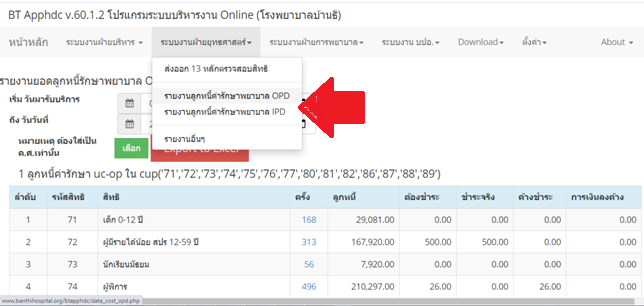 BT Apphdc v.60.1.2 โปรแกรมระบบบริหารงาน Online (โรงพยาบาลบ้านธิ)
หน้าหลัก ระบบงานฝ่ายบริหาร ระบบงานฝ่ายยุทธศาสตร์ ระบบงานฝ่ายการพยาบาล ระบบงาน บปอ. Download ตั้งค่า About
ส่งออก 13 หลักตรวจสอบสิทธิ
รายงานลูกหนี้ค่ารักษาพยาบาล OPD
รายงานลูกหนี้ค่ารักษาพยาบาล IPD
รายงานอื่นๆ
รายงานยอดลูกหนี้รักษาพยาบาล
เริ่ม วันมารับบริการ
ถึง วันวันที่
หมายเหตุ ต้องใส่เป็น
ค.ศ.เท่านั้น
เลือก Export to Excel
1 ลูกหนี้ค่ารักษา uc-op ใน cup('71','72','73','74','75','76','77','80','81','82','86','87','88','89')
ลำดับ รหัสสิทธิ สิทธิ ครั้ง ลูกหนี้ ต้องชำระ ชำระจริง ค้างชำระ การเงินลงค้าง
1 71 เด็ก 0-12 ปี 168 29,081.00 0.00 0.00 0.00 0.00
2 72 ผู้มีรายได้น้อย สปร 12-59 ปี 313 167,920.00 500.00 500.00 0.00 0.00
3 73 นักเรียนมัธยม 56 7,920.00 0.00 0.00 0.00 0.00
4 74 ผู้พิการ 496 210,297.00 26.00 0.00 26.00 0.00
www.banthihospital.org/btapphdc/data_cost_opd.php